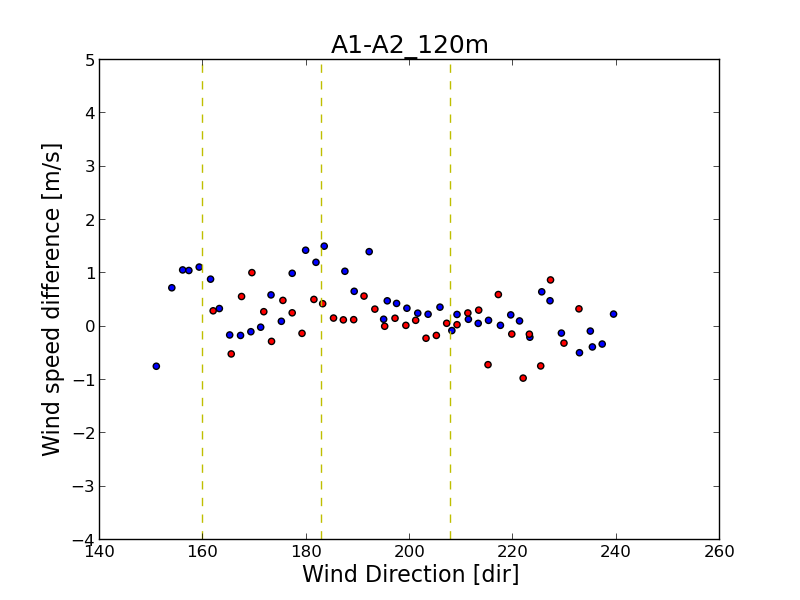 A1-A2_120m
5
4
3
2
1
0
−1
−2
−3
−4
Wind speed difference [m/s]
140 160 180 200 220 240 260
Wind Direction [dir]